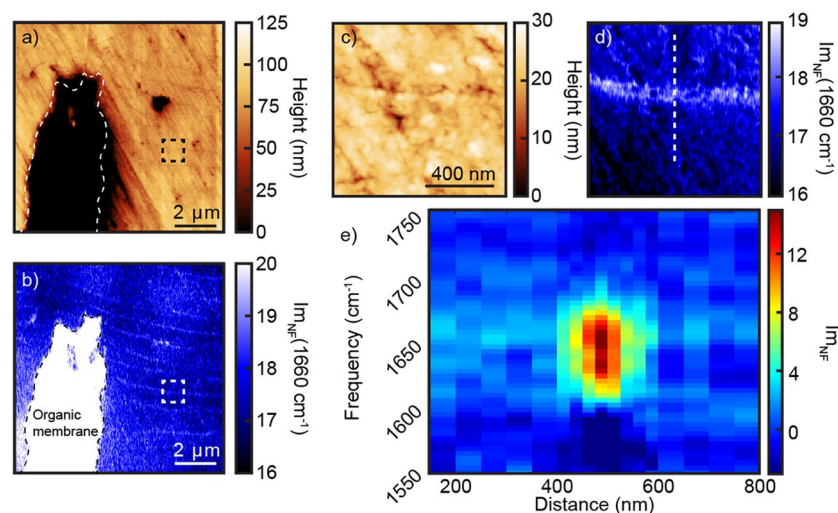 a)
125
100
75
50
25
0
Height (nm)
2 µm
b)
Organic
membrane
2 µm
20
19
18
17
16
Im_NF(1660 cm⁻¹)
c)
400 nm
30
20
10
0
Height (nm)
d)
19
18
17
16
Im_NF(1660 cm⁻¹)
e)
1750
1700
1650
1600
1550
Frequency (cm⁻¹)
200
400
600
800
Distance (nm)
12
8
4
0
Im_NF